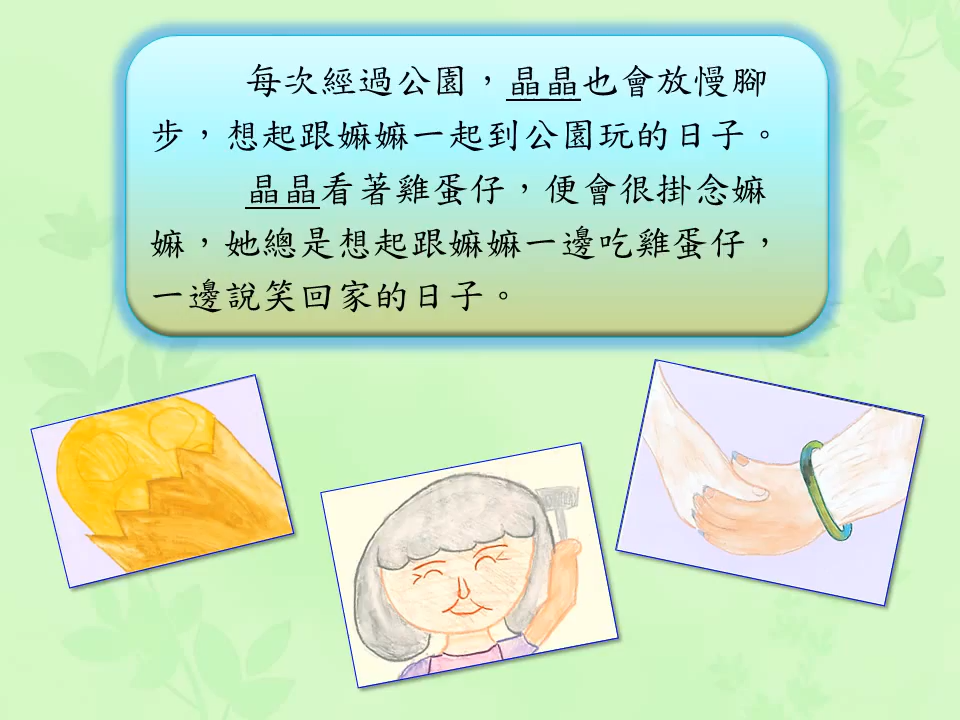 每次經過公園，晶晶也會放慢腳
步，想起跟嫲嫲一起到公園玩的日子。
晶晶看著雞蛋仔，便會很掛念嫲
嫲，她總是想起跟嫲嫲一邊吃雞蛋仔，
一邊說笑回家的日子。